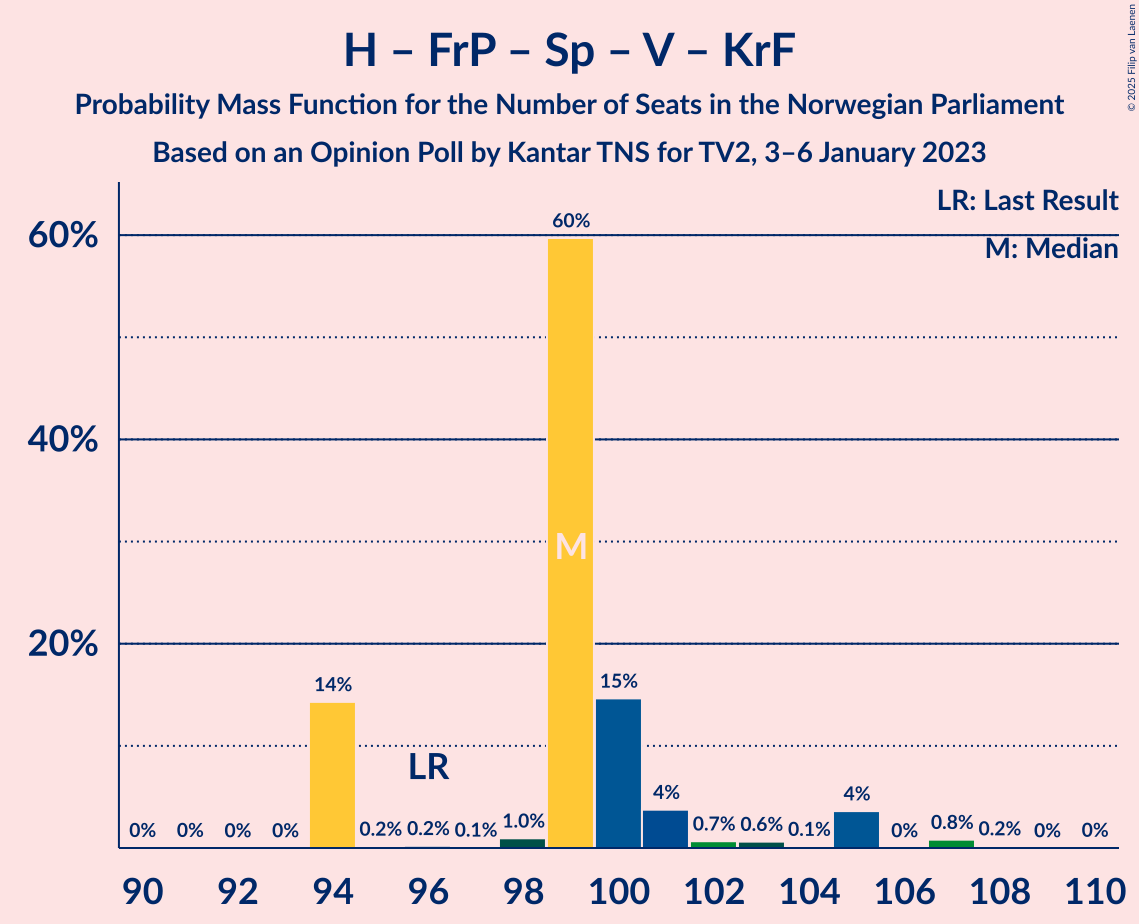 H – FrP – Sp – V – KrF
Probability Mass Function for the Number of Seats in the Norwegian Parliament
Based on an Opinion Poll by Kantar TNS for TV2, 3–6 January 2023
© 2025 Filip van Laenen
LR: Last Result
M: Median
60%
40%
20%
0% 0% 0% 0% 14% 0.2% 0.2% 0.1% 1.0% 60% 15% 4% 0.7% 0.6% 0.1% 4% 0% 0.8% 0.2% 0% 0%
LR
M
90 92 94 96 98 100 102 104 106 108 110